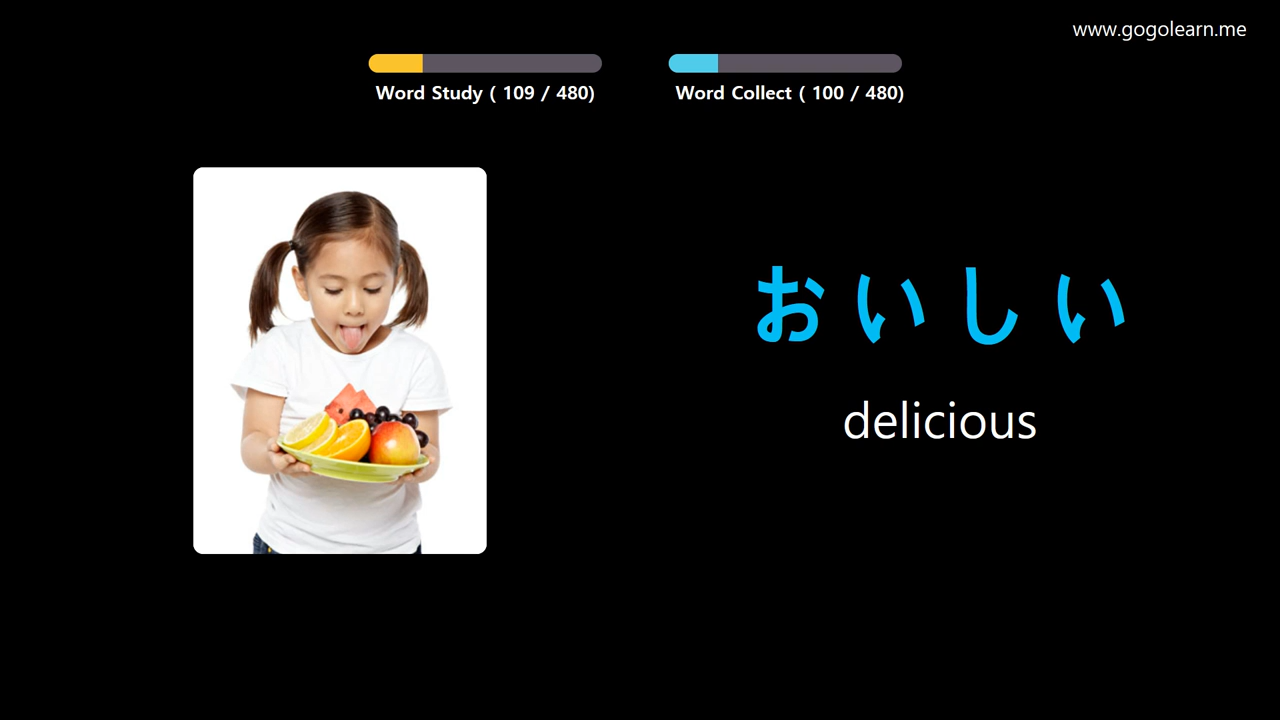 www.gogolearn.me
Word Study ( 109 / 480)
Word Collect ( 100 / 480)
おいしい
delicious